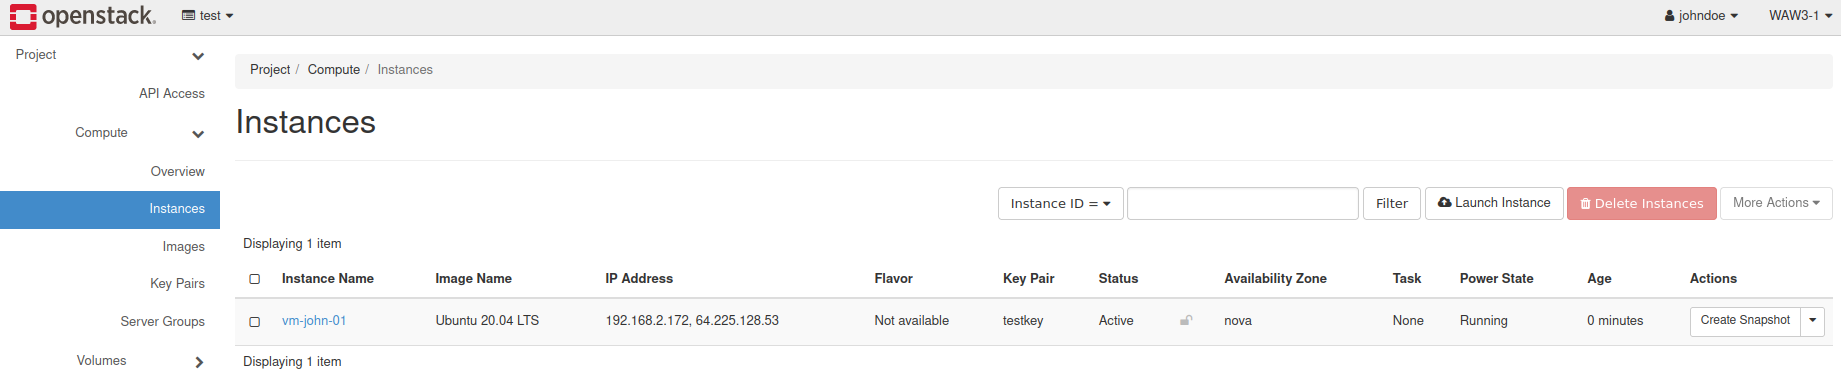 openstack. test johndoe WAW3-1
Project
API Access
Compute
Overview
Instances
Images
Key Pairs
Server Groups
Volumes
Project / Compute / Instances
Instances
Instance ID = Filter Launch Instance Delete Instances More Actions
Displaying 1 item
Instance Name Image Name IP Address Flavor Key Pair Status Availability Zone Task Power State Age Actions
vm-john-01 Ubuntu 20.04 LTS 192.168.2.172, 64.225.128.53 Not available testkey Active nova None Running 0 minutes Create Snapshot
Displaying 1 item